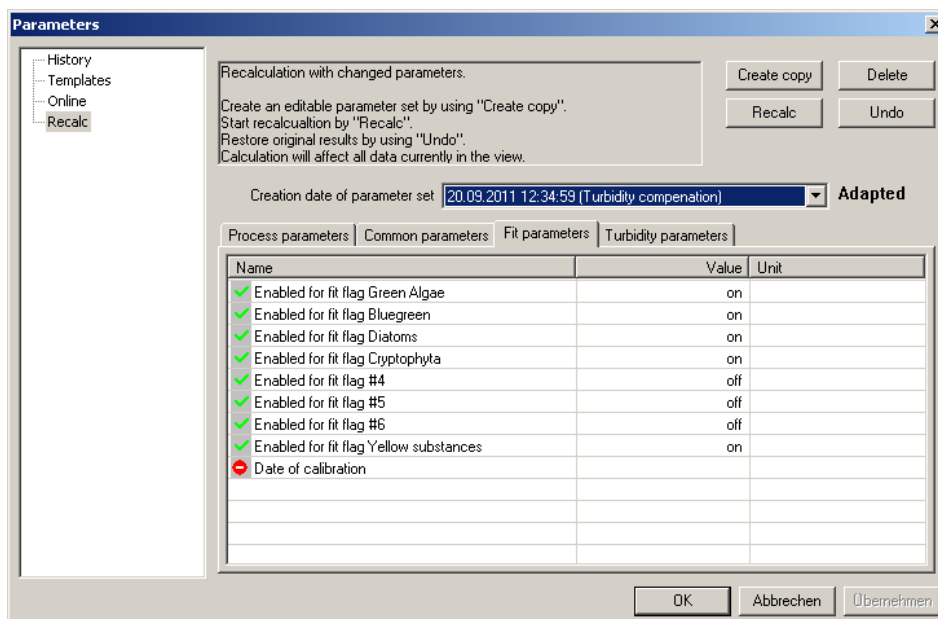 Parameters
History
Templates
Online
Recalc
Recalculation with changed parameters.
Create an editable parameter set by using "Create copy".
Start recalcualtion by "Recalc".
Restore original results by using "Undo".
Calculation will affect all data currently in the view.
Create copy Delete
Recalc Undo
Creation date of parameter set 20.09.2011 12:34:59 (Turbidity compenation) Adapted
Process parameters Common parameters Fit parameters Turbidity parameters
Name Value Unit
Enabled for fit flag Green Algae on
Enabled for fit flag Bluegreen on
Enabled for fit flag Diatoms on
Enabled for fit flag Cryptophyta on
Enabled for fit flag #4 off
Enabled for fit flag #5 off
Enabled for fit flag #6 off
Enabled for fit flag Yellow substances on
Date of calibration
OK Abbrechen Übernehmen